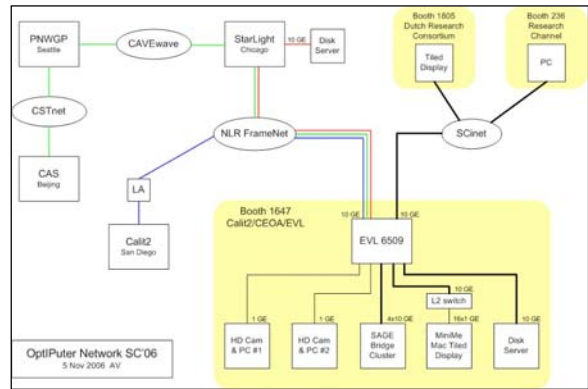 PNWGP
Seattle
CAVEwave
StarLight
Chicago
10 GE
Disk
Server
Booth 1805
Dutch Research
Consortium
Tiled
Display
Booth 236
Research
Channel
PC
CSTnet
NLR FrameNet
SCinet
CAS
Beijing
LA
Calit2
San Diego
Booth 1647
Calit2/CEOA/EVL
10 GE
10 GE
EVL 6509
10 GE
L2 switch
1 GE
1 GE
4x10 GE
16x1 GE
10 GE
HD Cam
& PC #1
HD Cam
& PC #2
SAGE
Bridge
Cluster
MiniMe
Mac Tiled
Display
Disk
Server
OptIPuter Network SC'06
5 Nov 2006 AV